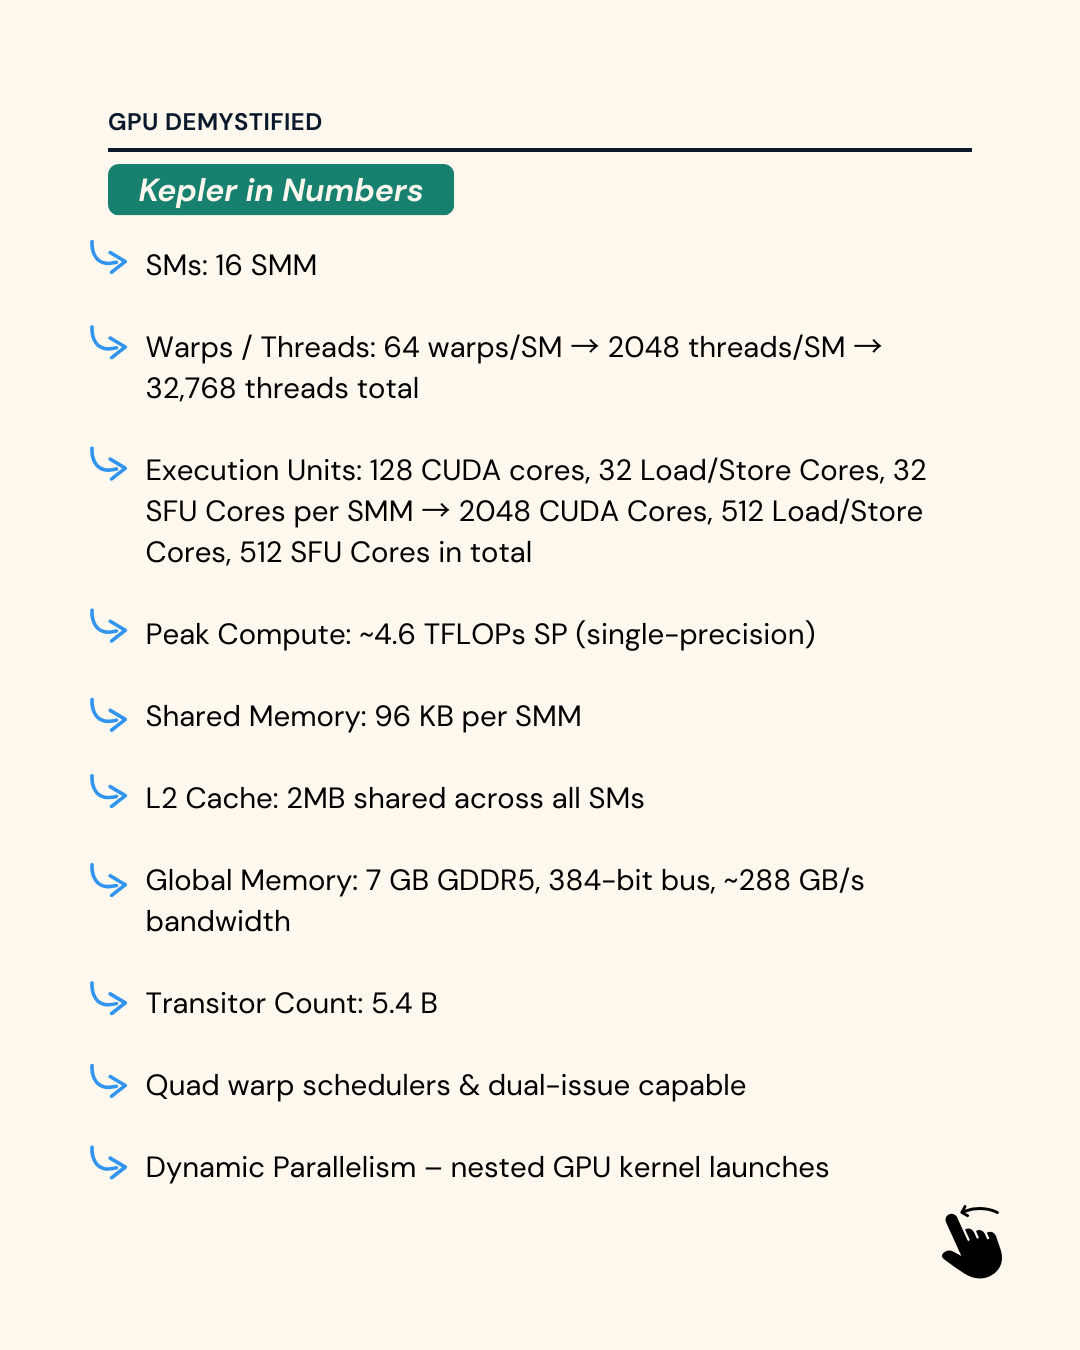 GPU DEMYSTIFIED
Kepler in Numbers
SMs: 16 SMM
Warps / Threads: 64 warps/SM → 2048 threads/SM →
32,768 threads total
Execution Units: 128 CUDA cores, 32 Load/Store Cores, 32
SFU Cores per SMM → 2048 CUDA Cores, 512 Load/Store
Cores, 512 SFU Cores in total
Peak Compute: ~4.6 TFLOPs SP (single-precision)
Shared Memory: 96 KB per SMM
L2 Cache: 2MB shared across all SMs
Global Memory: 7 GB GDDR5, 384-bit bus, ~288 GB/s
bandwidth
Transitor Count: 5.4 B
Quad warp schedulers & dual-issue capable
Dynamic Parallelism – nested GPU kernel launches